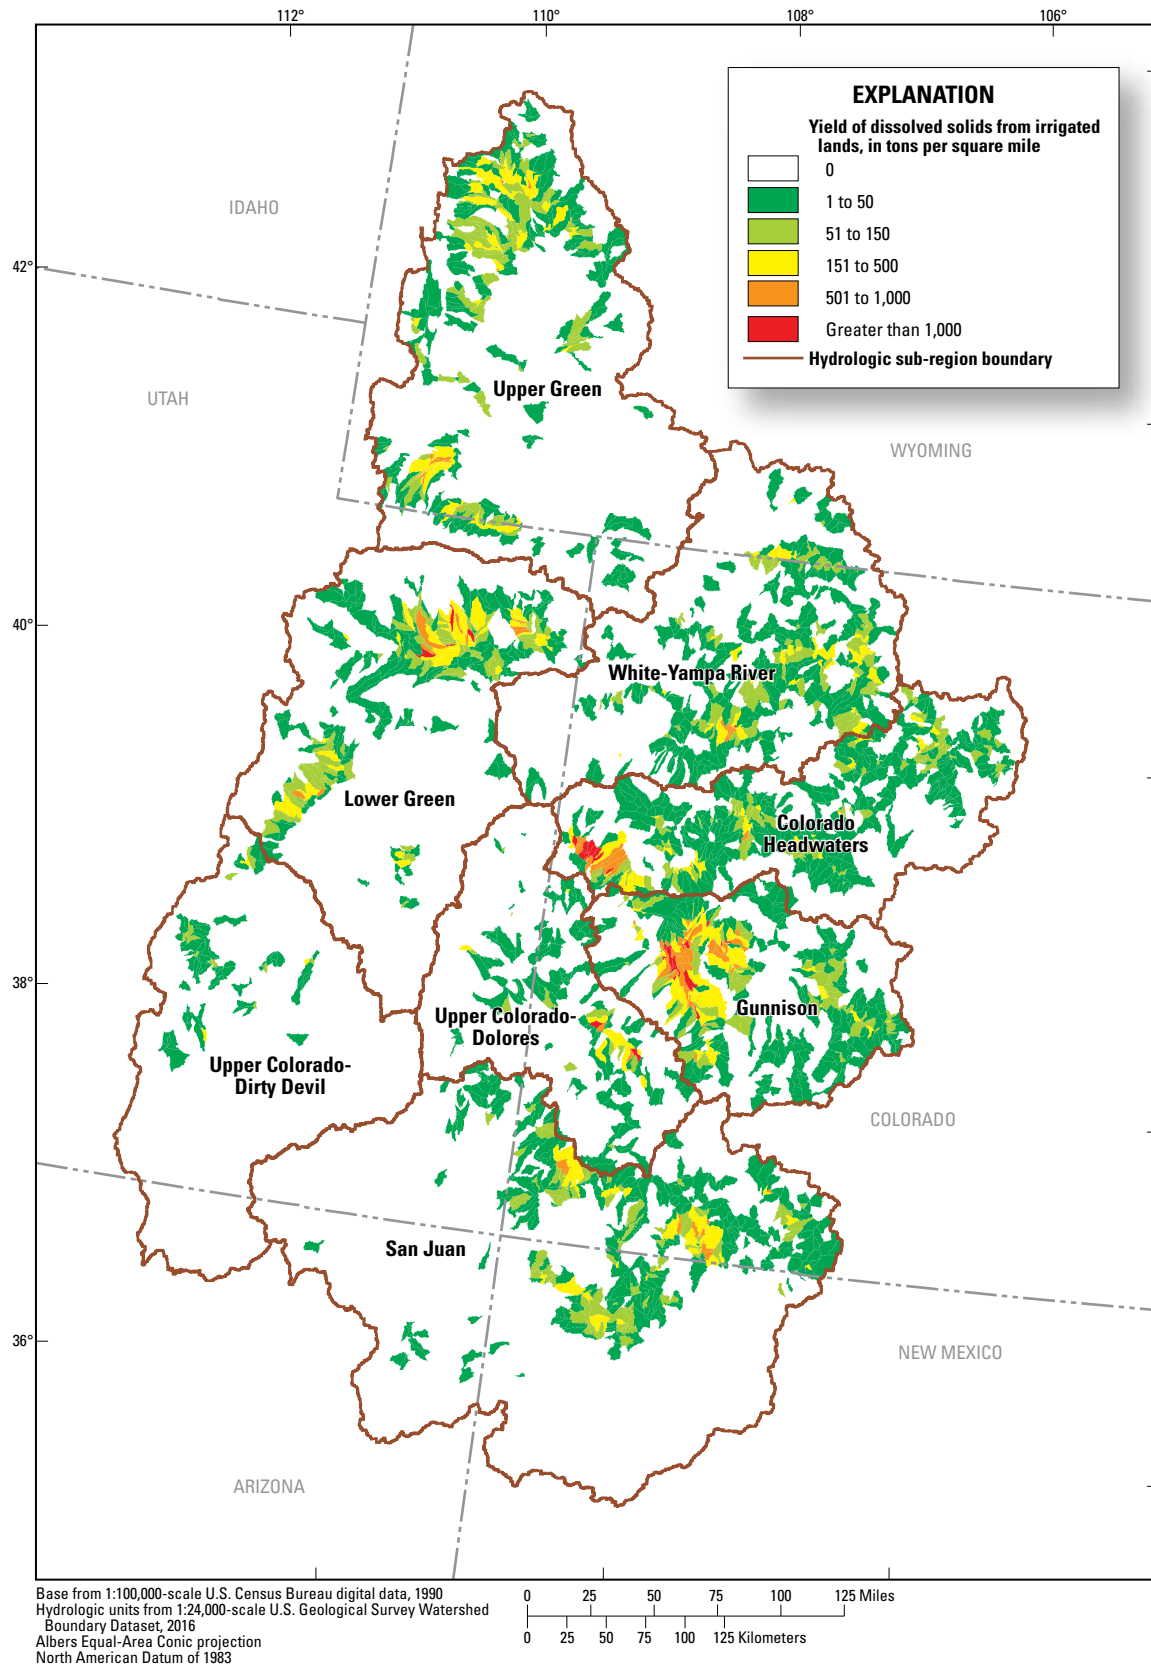 112°
110°
108°
106°
EXPLANATION
Yield of dissolved solids from irrigated
lands, in tons per square mile
0
1 to 50
51 to 150
151 to 500
501 to 1,000
Greater than 1,000
Hydrologic sub-region boundary
IDAHO
42°
UTAH
Upper Green
WYOMING
40°
White-Yampa River
Lower Green
Colorado
Headwaters
38°
Gunnison
Upper Colorado-
Dolores
Upper Colorado-
Dirty Devil
COLORADO
San Juan
36°
NEW MEXICO
ARIZONA
Base from 1:100,000-scale U.S. Census Bureau digital data, 1990
Hydrologic units from 1:24,000-scale U.S. Geological Survey Watershed
Boundary Dataset, 2016
Albers Equal-Area Conic projection
North American Datum of 1983
0 25 50 75 100 125 Miles
0 25 50 75 100 125 Kilometers